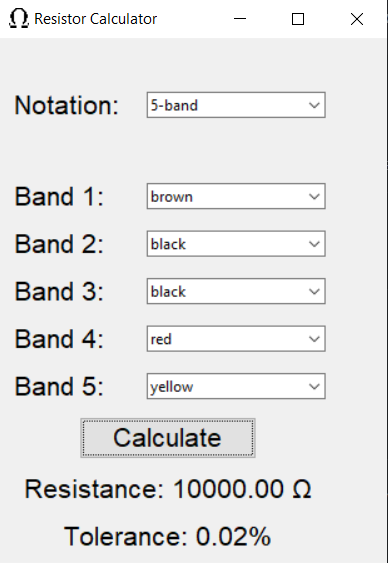 Resistor Calculator
Notation: 5-band
Band 1: brown
Band 2: black
Band 3: black
Band 4: red
Band 5: yellow
Calculate
Resistance: 10000.00 Ω
Tolerance: 0.02%